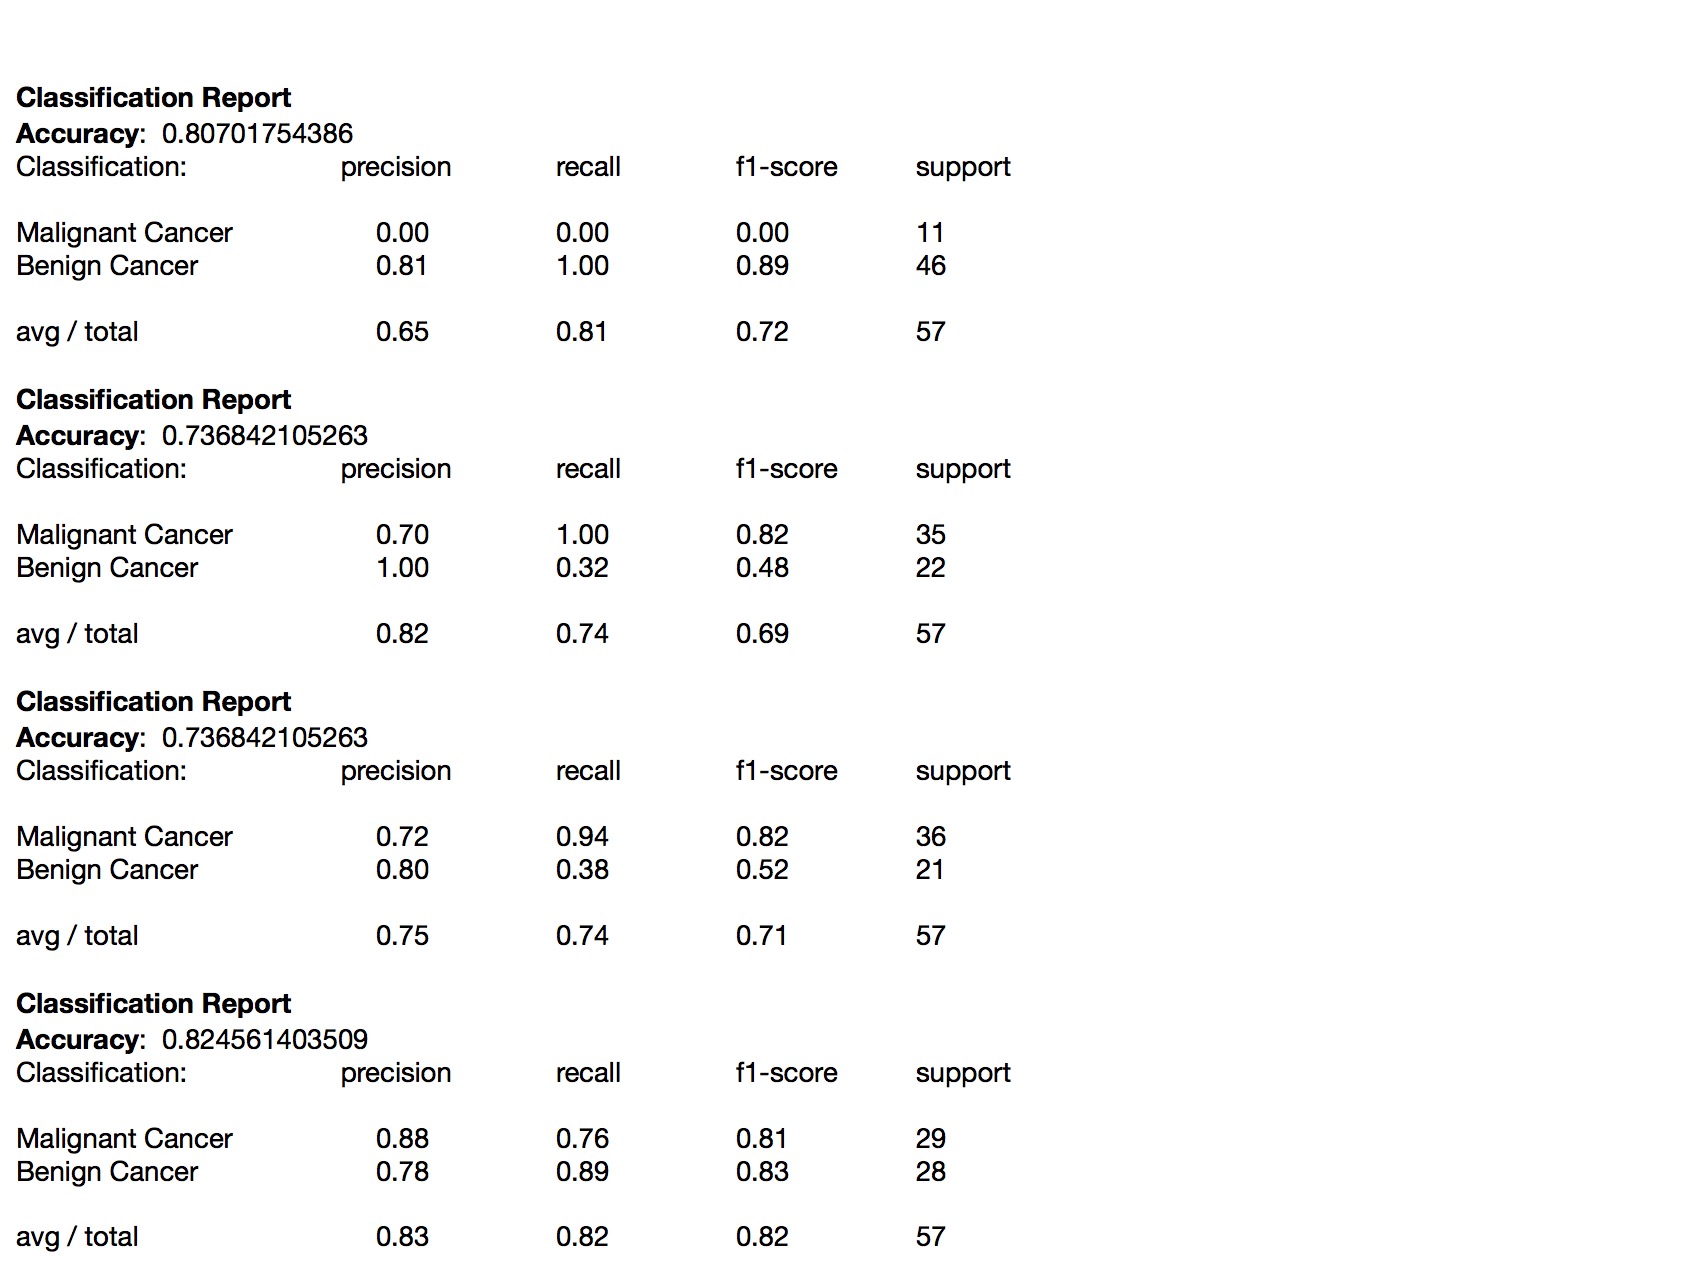 Classification Report
Accuracy: 0.80701754386
Classification: precision recall f1-score support
Malignant Cancer 0.00 0.00 0.00 11
Benign Cancer 0.81 1.00 0.89 46
avg / total 0.65 0.81 0.72 57
Classification Report
Accuracy: 0.736842105263
Classification: precision recall f1-score support
Malignant Cancer 0.70 1.00 0.82 35
Benign Cancer 1.00 0.32 0.48 22
avg / total 0.82 0.74 0.69 57
Classification Report
Accuracy: 0.736842105263
Classification: precision recall f1-score support
Malignant Cancer 0.72 0.94 0.82 36
Benign Cancer 0.80 0.38 0.52 21
avg / total 0.75 0.74 0.71 57
Classification Report
Accuracy: 0.824561403509
Classification: precision recall f1-score support
Malignant Cancer 0.88 0.76 0.81 29
Benign Cancer 0.78 0.89 0.83 28
avg / total 0.83 0.82 0.82 57